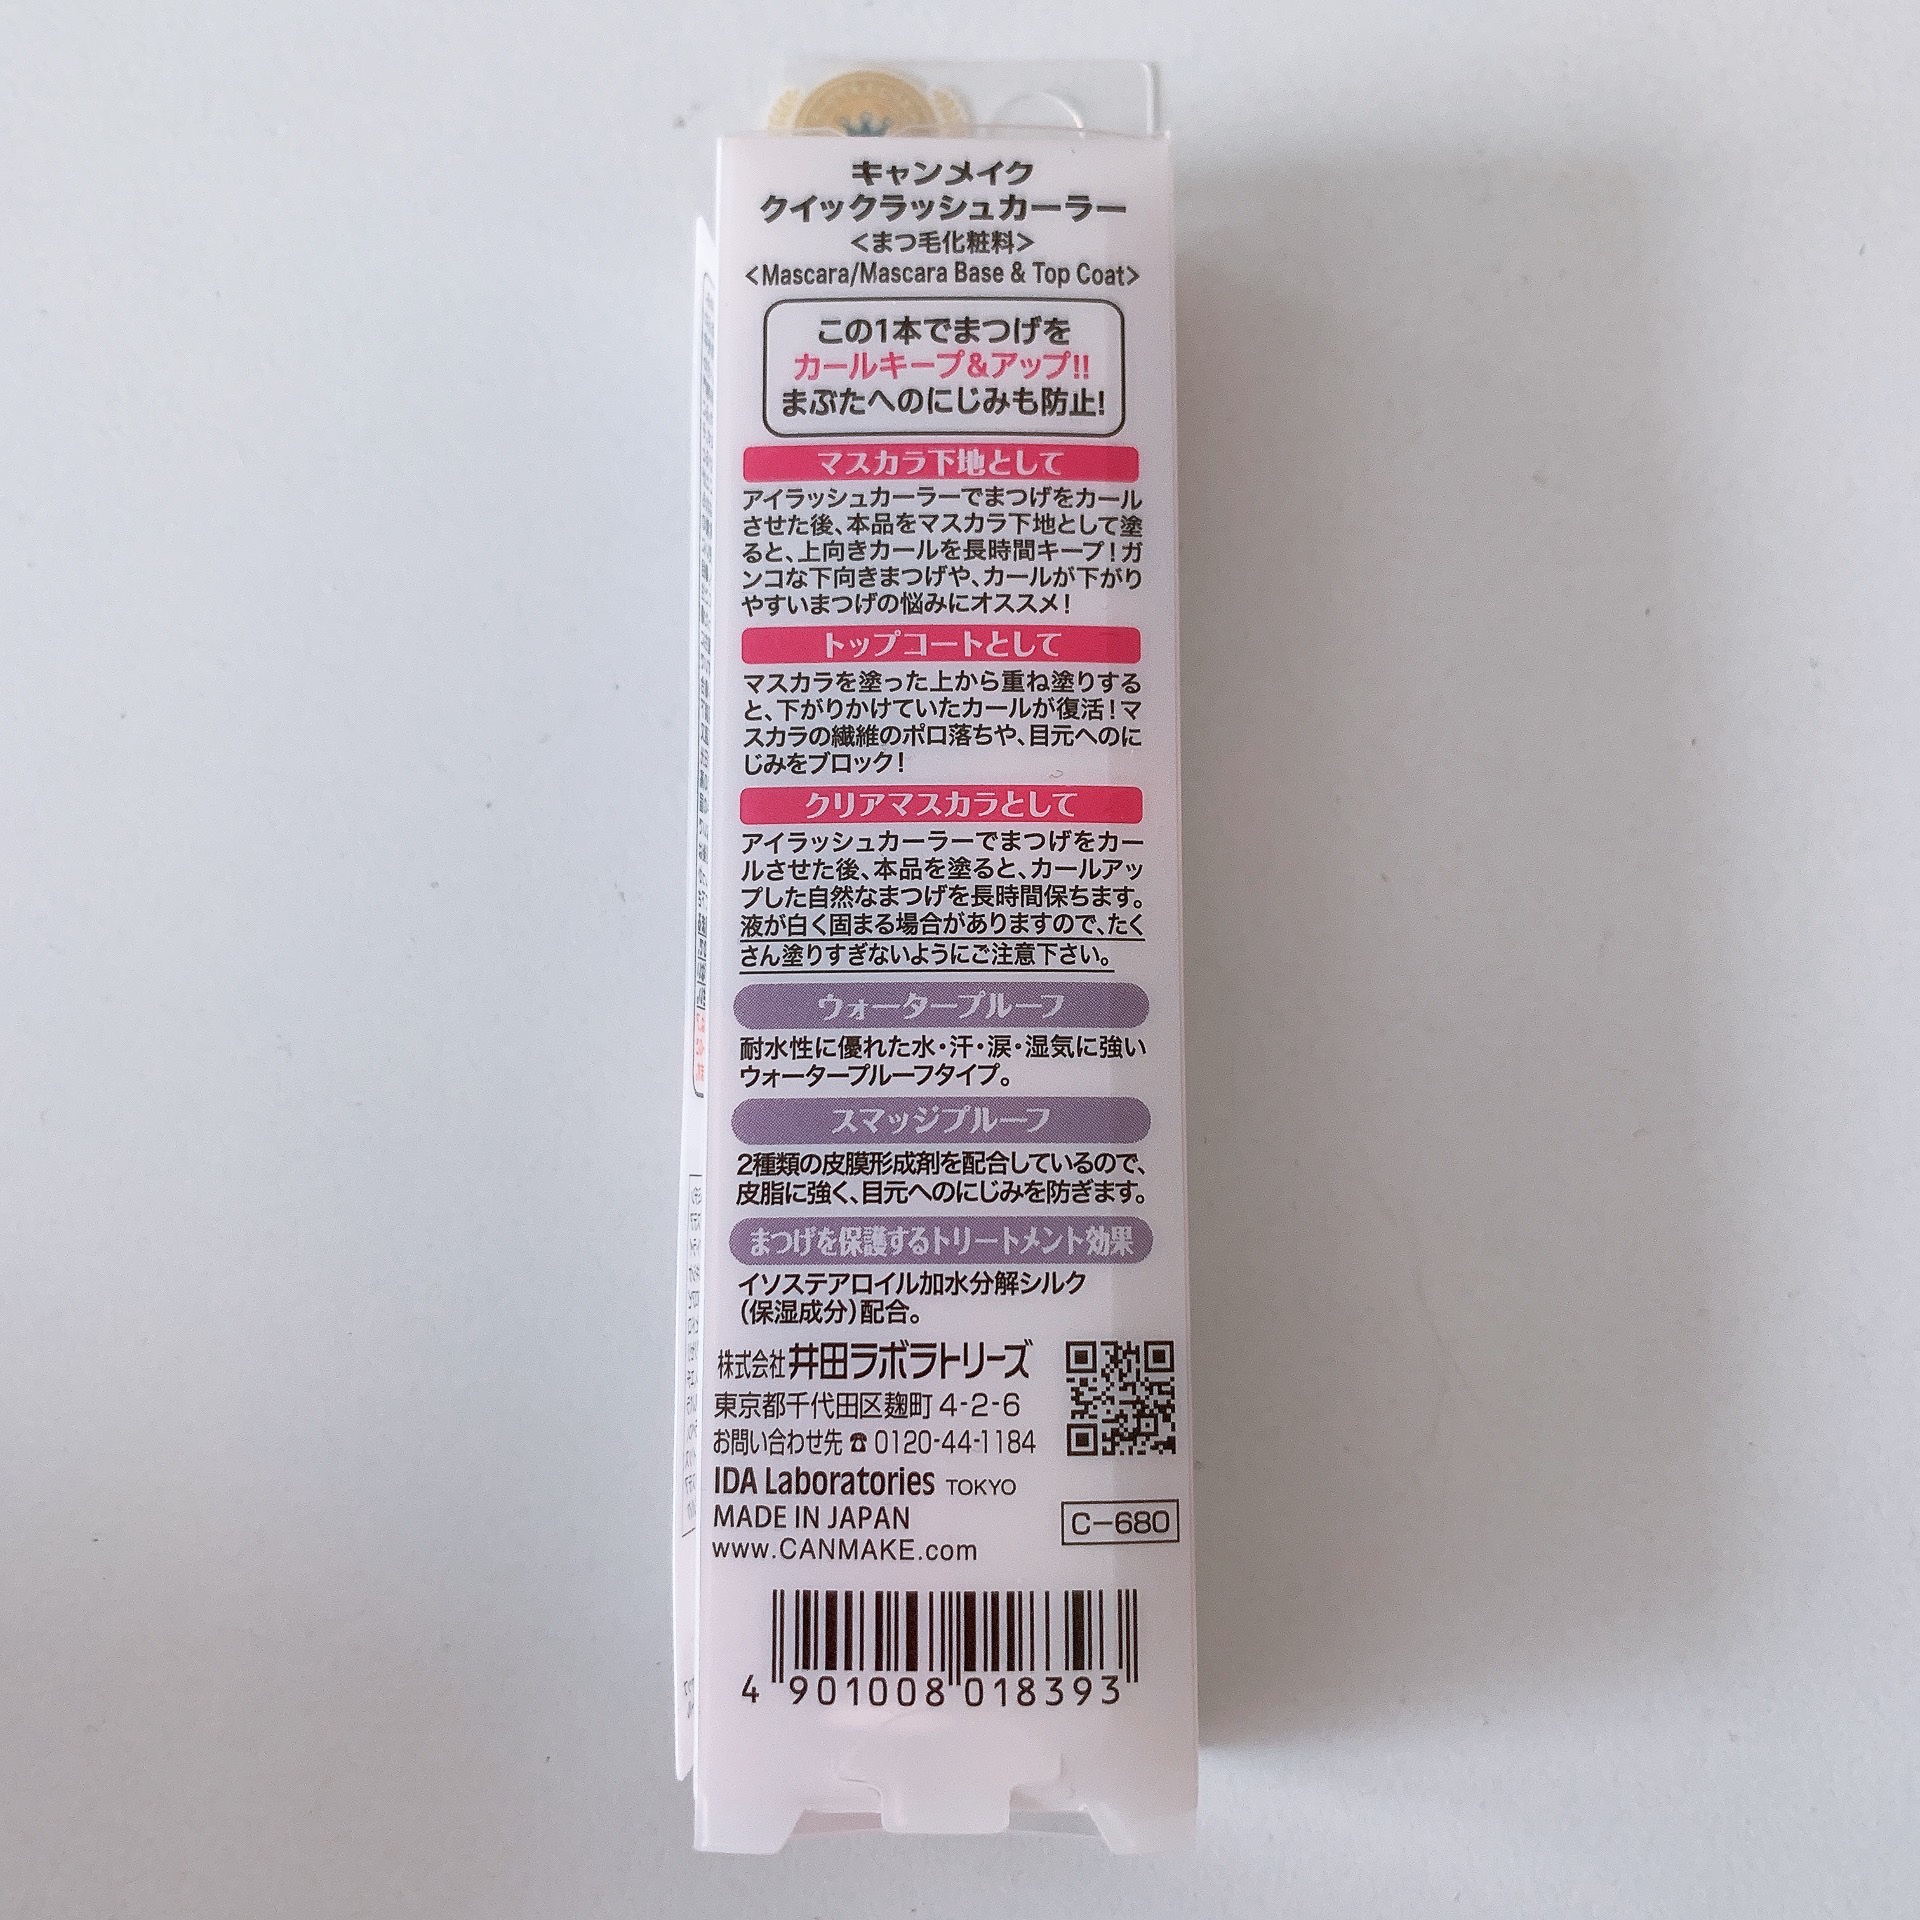 キャンメイク
クイックラッシュカーラー
<まつ毛化粧料>
<Mascara/Mascara Base & Top Coat>
この1本でまつげを
カールキープ&アップ!!
まぶたへのにじみも防止!
マスカラ下地として
アイラッシュカーラーでまつげをカール
させた後、本品をマスカラ下地として塗
ると、上向きカールを長時間キープ!ガ
ンコな下向きまつげや、カールが下がり
やすいまつげの悩みにオススメ!
トップコートとして
マスカラを塗った上から重ね塗りする
と、下がりかけていたカールが復活!マ
スカラの繊維のポロ落ちや、目元へのに
じみをブロック!
クリアマスカラとして
アイラッシュカーラーでまつげをカー
ルさせた後、本品を塗ると、カールアッ
プした自然なまつげを長時間保ちます。
液が白く固まる場合がありますので、たく
さん塗りすぎないようにご注意下さい。
ウォータープルーフ
耐水性に優れた水・汗・涙・湿気に強い
ウォータープルーフタイプ。
スマッジプルーフ
2種類の皮膜形成剤を配合しているので、
皮脂に強く、目元へのにじみを防ぎます。
まつげを保護するトリートメント効果
イソステアロイル加水分解シルク
(保湿成分)配合。
株式会社井田ラボラトリーズ
東京都千代田区麹町 4-2-6
お問い合わせ先 ☎ 0120-44-1184
IDA Laboratories TOKYO
MADE IN JAPAN
C-680
www.CANMAKE.com
4 901008 018393